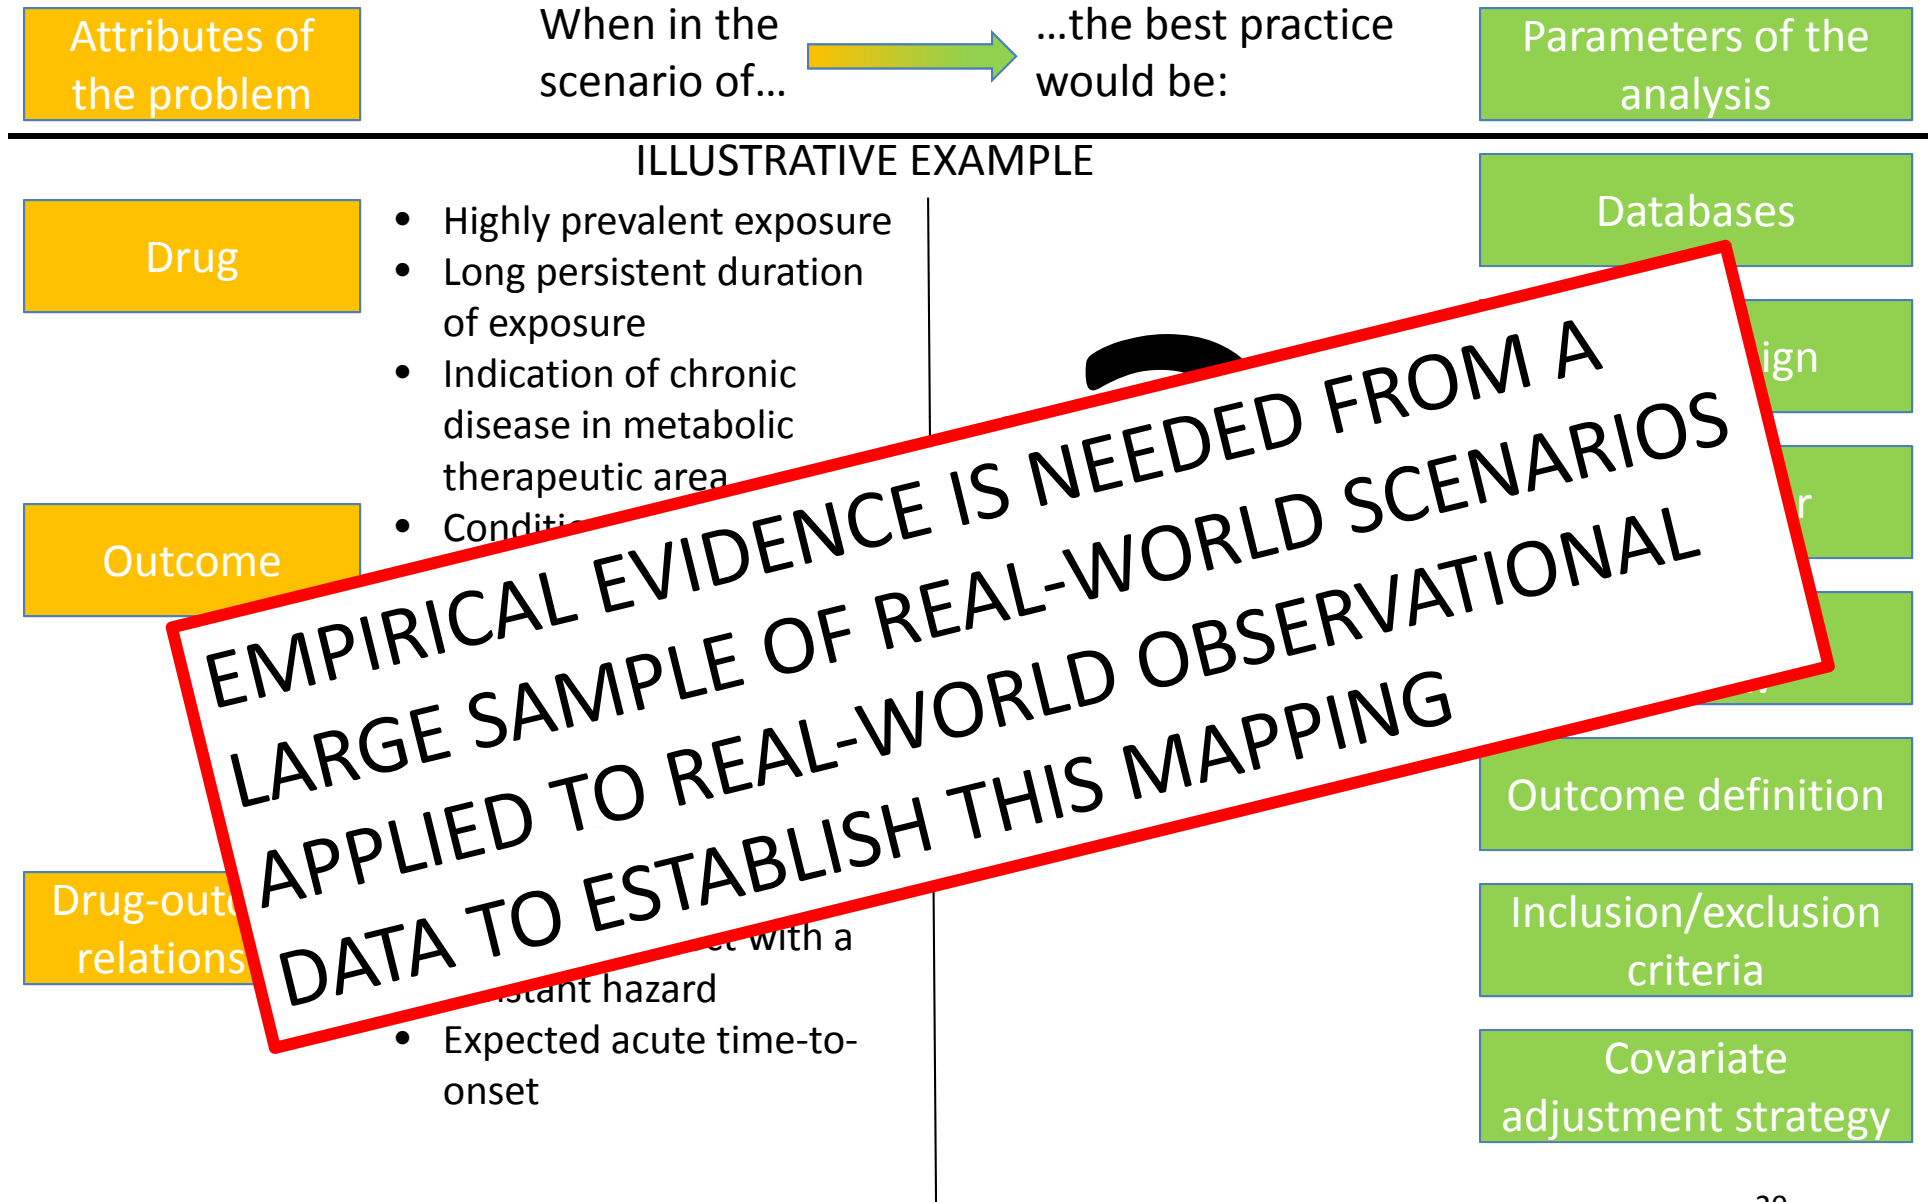 Attributes of
the problem
When in the
scenario of…
…the best practice
would be:
Parameters of the
analysis
ILLUSTRATIVE EXAMPLE
Drug
• Highly prevalent exposure
• Long persistent duration
of exposure
• Indication of chronic
disease in metabolic
therapeutic area
Outcome
•
Drug-
with a
hazard
• Expected acute time-to-
onset
EMPIRICAL EVIDENCE IS NEEDED FROM A
LARGE SAMPLE OF REAL-WORLD SCENARIOS
APPLIED TO REAL-WORLD OBSERVATIONAL
DATA TO ESTABLISH THIS MAPPING
Databases
Outcome definition
Inclusion/exclusion
criteria
Covariate
adjustment strategy